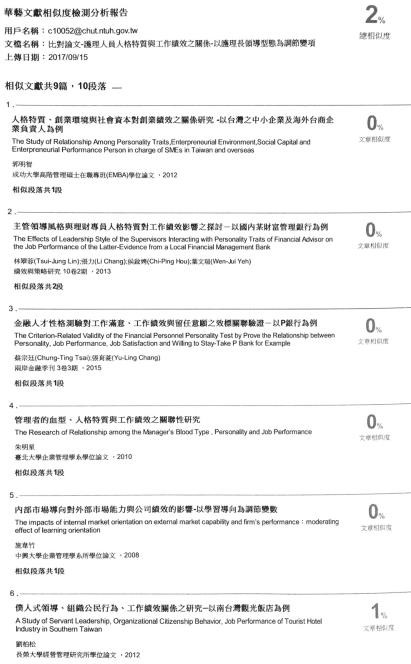 華藝文獻相似度檢測分析報告
用戶名稱：c10052@chut.ntuh.gov.tw
文檔名稱：比對論文-護理人員人格特質與工作績效之關係-以護理長領導型態為調節變項
上傳日期：2017/09/15
2%
總相似度
相似文獻共9篇，10段落 —
1.
人格特質、創業環境與社會資本對創業績效之關係研究 -以台灣之中小企業及海外台商企業負責人為例
0%
文章相似度
The Study of Relationship Among Personality Traits,Enterpreneurial Environment,Social Capital and
Enterpreneurial Performance Person in charge of SMEs in Taiwan and overseas
郭明智
成功大學高階管理碩士在職專班(EMBA)學位論文，2012
相似段落共1段
2.
主管領導風格與理財專員人格特質對工作績效影響之探討－以國內某財富管理銀行為例
0%
文章相似度
The Effects of Leadership Style of the Supervisors Interacting with Personality Traits of Financial Advisor on
the Job Performance of the Latter-Evidence from a Local Financial Management Bank
(Tsui-Jung Lin);張力(Li Chang);(Chi-Ping Hou);葉文瑞(Wen-Jui Yeh)
績效與策略研究 10卷2期，2013
相似段落共2段
3.
金融人才性格測驗對工作滿意、工作績效與留任意願之效標關聯驗證－以P銀行為例
0%
文章相似度
The Criterion-Related Validity of the Financial Personnel Personality Test by Prove the Relationship between
Personality, Job Performance, Job Satisfaction and Willing to Stay-Take P Bank for Example
蔡宗廷(Chung-Ting Tsai);張育菱(Yu-Ling Chang)
兩岸金融季刊 3卷3期，2015
相似段落共1段
4.
管理者的血型、人格特質與工作績效之關聯性研究
0%
文章相似度
The Research of Relationship among the Manager's Blood Type , Personality and Job Performance
朱明星
臺北大學企業管理學系學位論文，2010
相似段落共1段
5.
內部市場導向對外部市場能力與公司績效的影響-以學習導向為調節變數
0%
文章相似度
The impacts of internal market orientation on external market capability and firm's performance：moderating
effect of learning orientation
施韋竹
中興大學企業管理學系所學位論文，2008
相似段落共1段
6.
僕人式領導、組織公民行為、工作績效關係之研究–以南台灣觀光飯店為例
1%
文章相似度
A Study of Servant Leadership, Organizational Citizenship Behavior, Job Performance of Tourist Hotel
Industry in Southern Taiwan
劉柏松
長榮大學經營管理研究所學位論文，2012